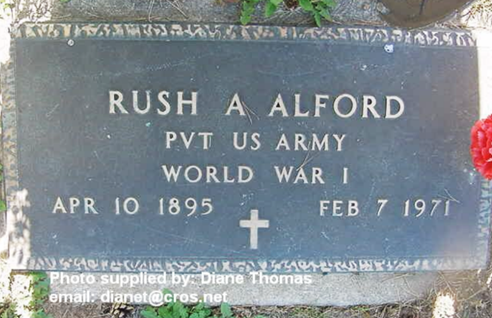 RUSH A ALFORD
PVT US ARMY
WORLD WAR I
APR 10 1895 FEB 7 1971
Photo supplied by: Diane Thomas
email: dianet@cros.net